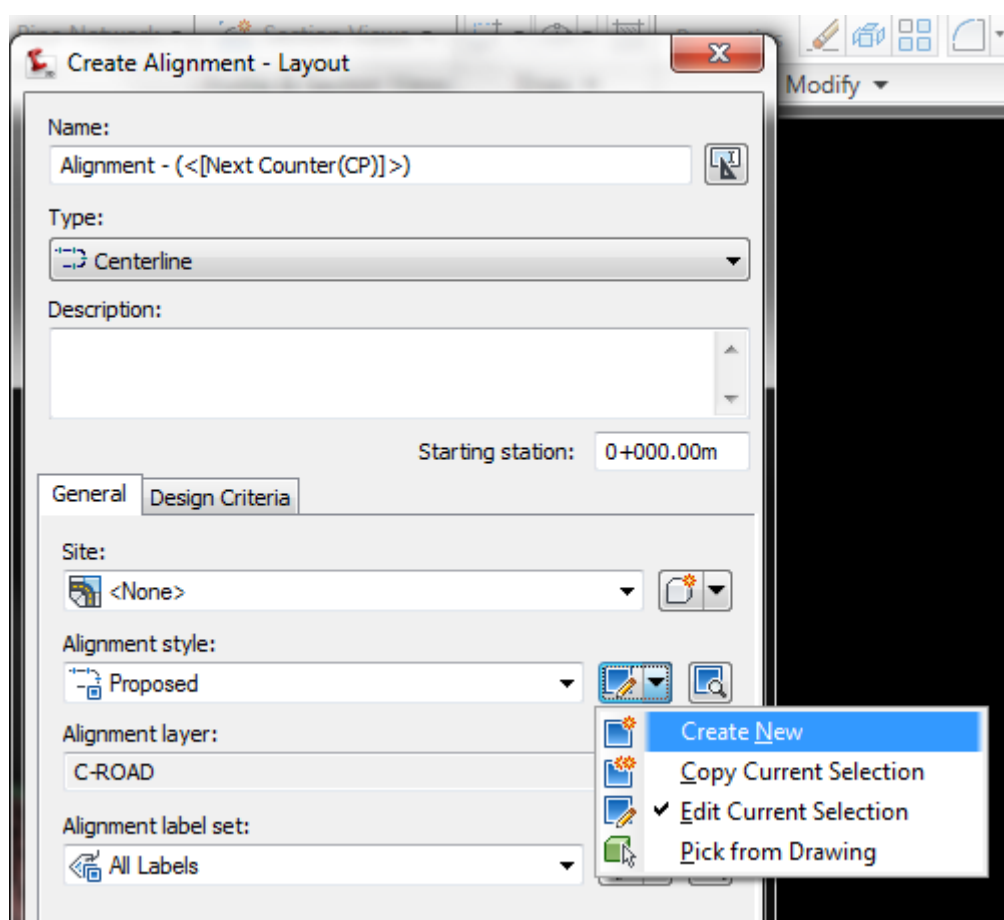 Create Alignment - Layout
Modify
Name:
Alignment - (<[Next Counter(CP)]>)
Type:
Centerline
Description:
Starting station: 0+000.00m
General Design Criteria
Site:
<None>
Alignment style:
Proposed
Create New
Copy Current Selection
Edit Current Selection
Pick from Drawing
Alignment layer:
C-ROAD
Alignment label set:
All Labels